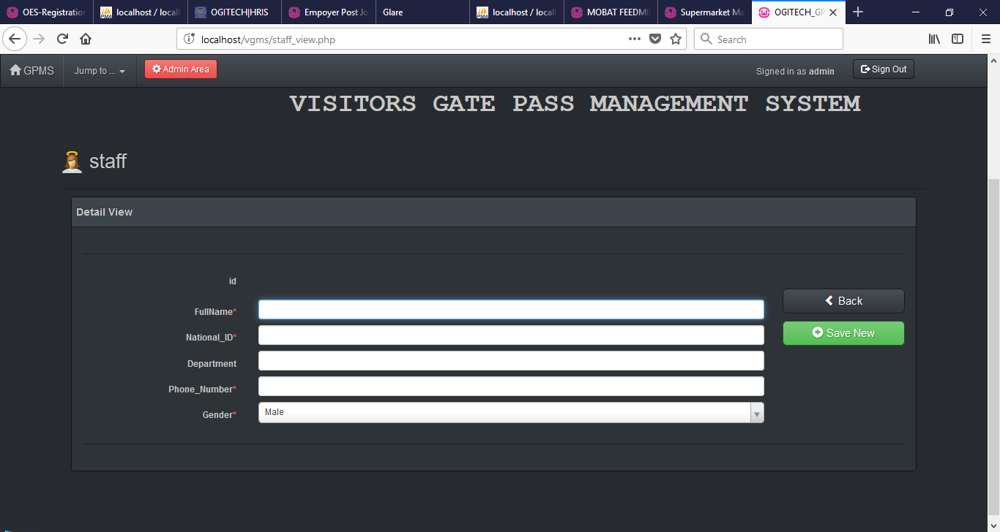 OES-Registration
localhost / local
OGITECH|HRIS
Empoyer Post Jo
Glare
localhost / local
MOBAT FEEDMI
Supermarket Ma
OGITECH_GP
localhost/vgms/staff_view.php
Search
GPMS
Jump to ...
Admin Area
Signed in as admin
Sign Out
VISITORS GATE PASS MANAGEMENT SYSTEM
staff
Detail View
id
FullName*
Back
National_ID*
Save New
Department
Phone_Number*
Gender*
Male